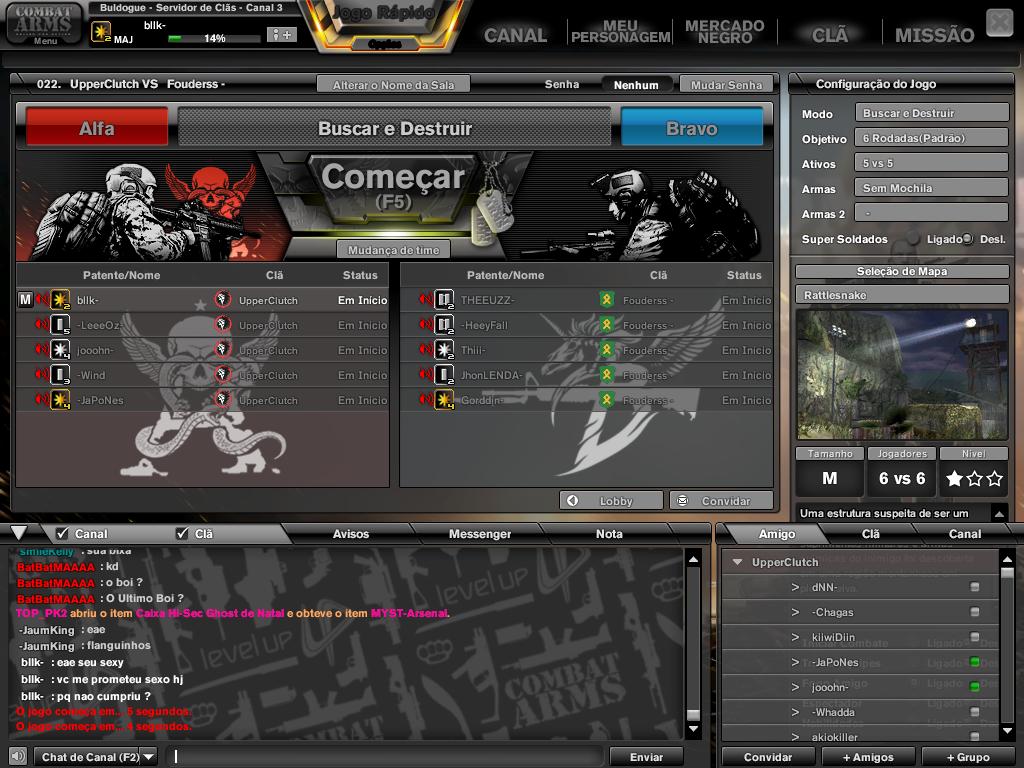 COMBAT ARMS
Menu
Buldogue - Servidor de Clãs - Canal 3
2 MAJ bllk- 14%
Jogo Rápido
Opções
CANAL
MEU PERSONAGEM
MERCADO NEGRO
CLÃ
MISSÃO
022. UpperClutch VS Fouderss -
Alterar o Nome da Sala
Senha Nenhum Mudar Senha
Alfa
Buscar e Destruir
Bravo
Começar
(F5)
Mudança de time
Patente/Nome Clã Status
M bllk- UpperClutch Em Início
-LeeeOz- UpperClutch Em Início
jooohn- UpperClutch Em Início
-Wind UpperClutch Em Início
-JaPoNes UpperClutch Em Início
Patente/Nome Clã Status
THEEUZZ- Fouderss - Em Início
-HeeyFall Fouderss - Em Início
Thiii- Fouderss - Em Início
JhonLENDA- Fouderss - Em Início
Gorddin- Fouderss - Em Início
Lobby
Convidar
Configuração do Jogo
Modo Buscar e Destruir
Objetivo 6 Rodadas(Padrão)
Ativos 5 vs 5
Armas Sem Mochila
Armas 2 -
Super Soldados Ligado Desl.
Seleção de Mapa
Rattlesnake
Tamanho Jogadores Nível
M 6 vs 6
Uma estrutura suspeita de ser um
Canal Clã Avisos Messenger Nota
smileKelly : sua bixa
BatBatMAAAA : kd
BatBatMAAAA : o boi ?
BatBatMAAAA : O Ultimo Boi ?
TOP_PK2 abriu o item Caixa Hi-Sec Ghost de Natal e obteve o item MYST-Arsenal.
-JaumKing : eae
-JaumKing : flanguinhos
bllk- : eae seu sexy
bllk- : vc me prometeu sexo hj
bllk- : pq nao cumpriu ?
O jogo começa em... 5 segundos.
O jogo começa em... 4 segundos.
Chat de Canal (F2)
Enviar
Amigo Clã Canal
UpperClutch
> dNN-
> -Chagas
> kiiwiDiin
> -JaPoNes
> jooohn-
> -Whadda
> akiokiller
Convidar + Amigos + Grupo
level up!
COMBAT ARMS